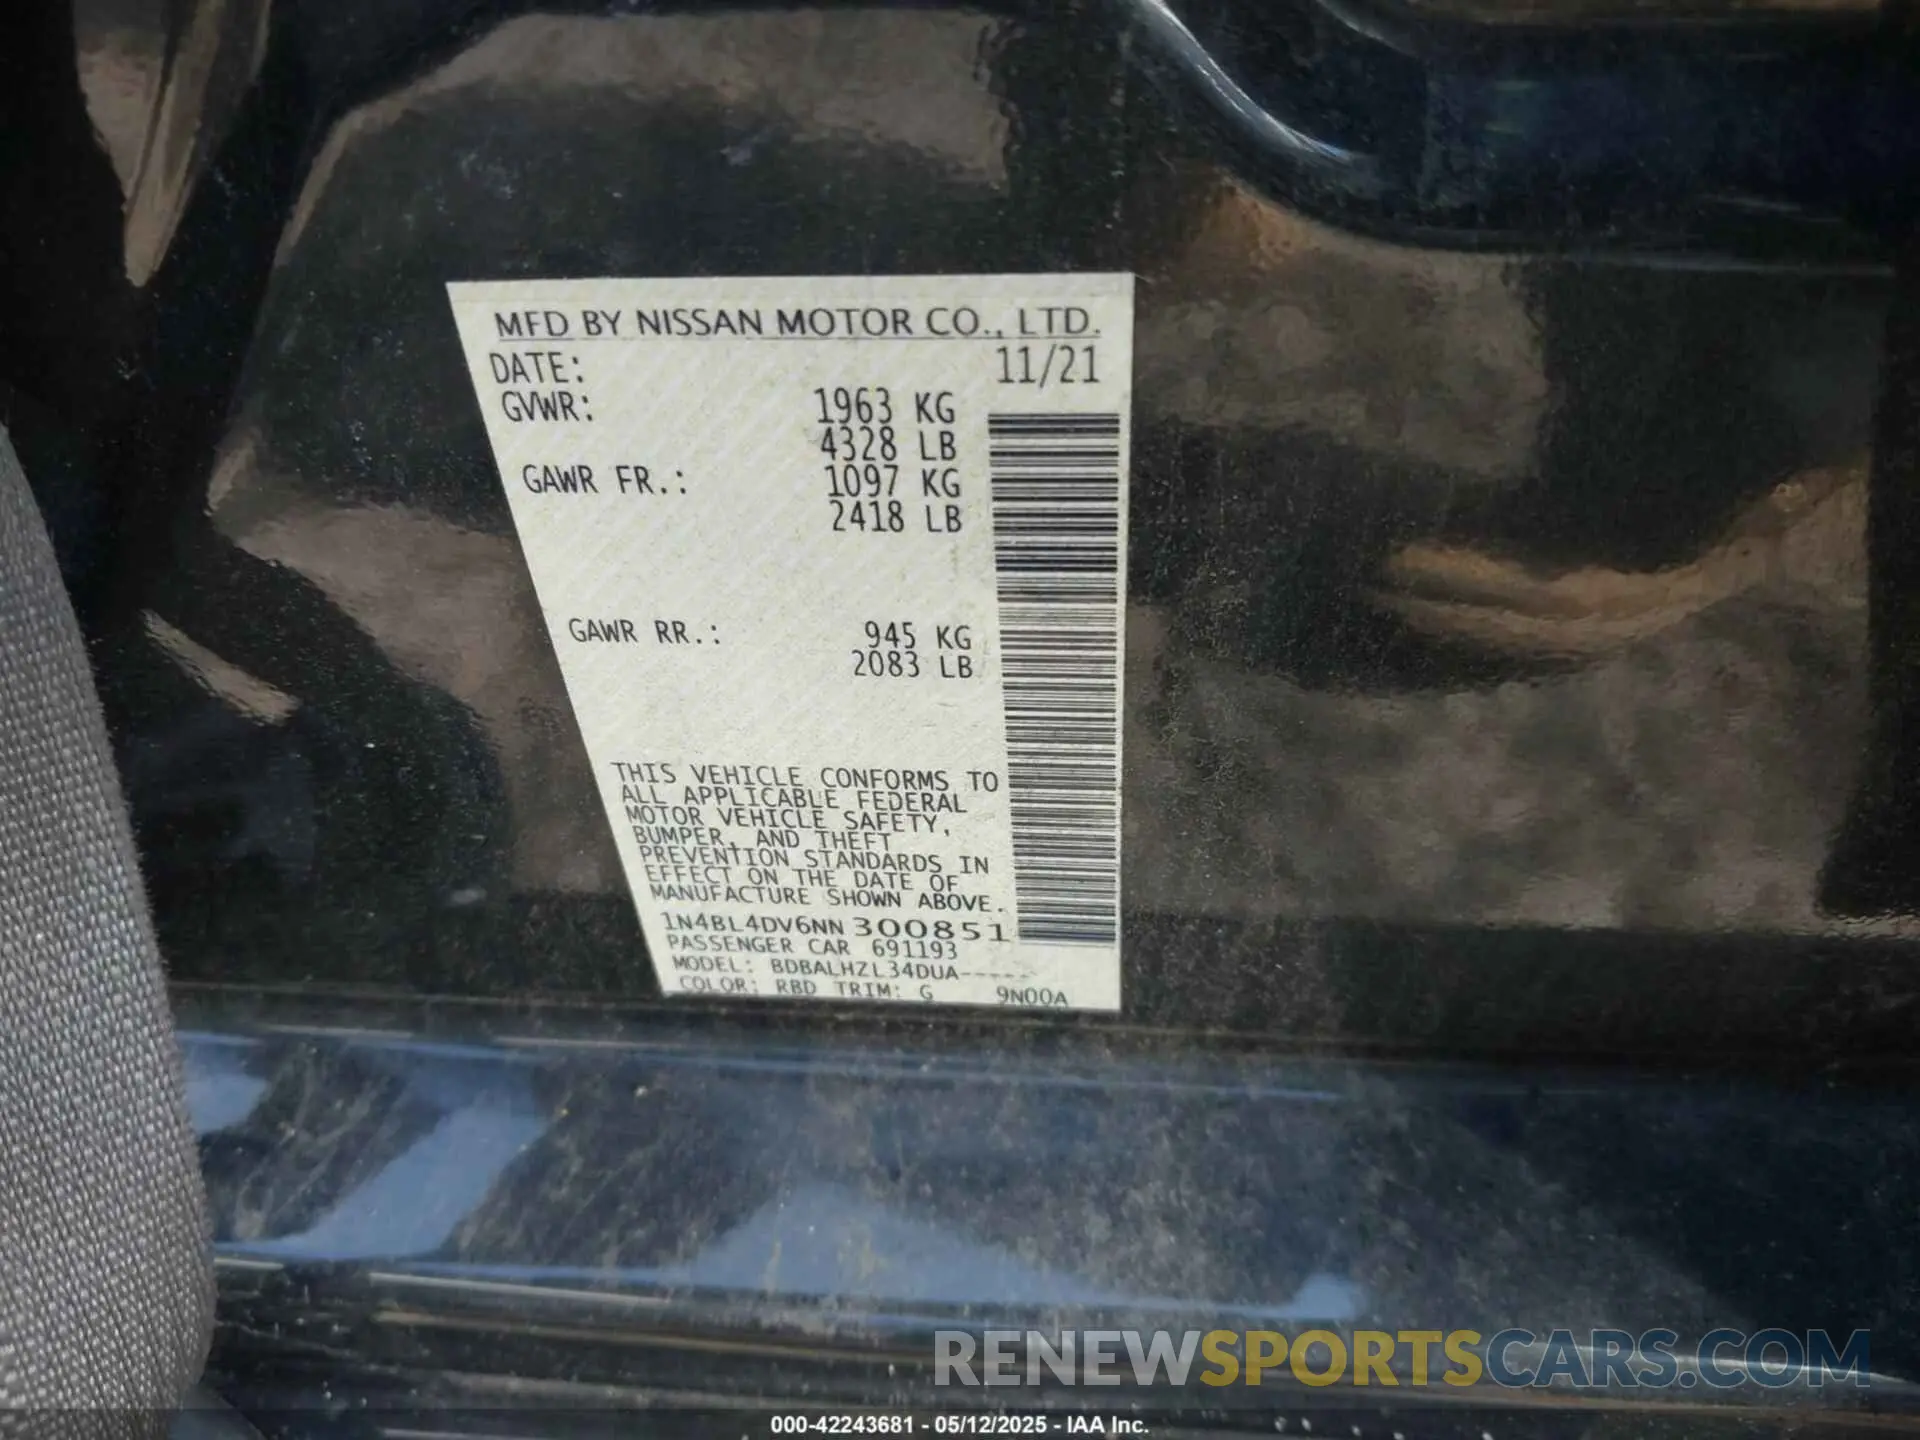 MFD BY NISSAN MOTOR CO., LTD.
DATE: 11/21
GVWR: 1963 KG
4328 LB
GAWR FR.: 1097 KG
2418 LB
GAWR RR.: 945 KG
2083 LB
THIS VEHICLE CONFORMS TO
ALL APPLICABLE FEDERAL
MOTOR VEHICLE SAFETY,
BUMPER, AND THEFT
PREVENTION STANDARDS IN
EFFECT ON THE DATE OF
MANUFACTURE SHOWN ABOVE.
1N4BL4DV6NN300851
PASSENGER CAR 691193
MODEL: BDBALHZL34DUA-----
COLOR: RBD TRIM: G 9N00A
RENEWSPORTSCARS.COM
000-42243681 - 05/12/2025 - IAA Inc.